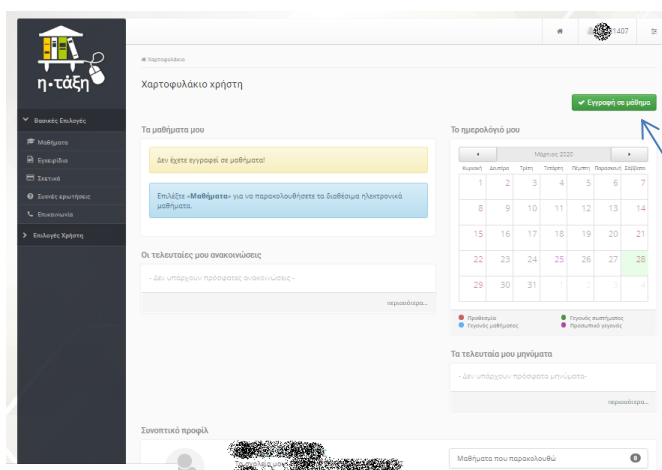 η-τάξη
1407
Χαρτοφυλάκιο
Χαρτοφυλάκιο χρήστη
Εγγραφή σε μάθημα
Βασικές Επιλογές
Μαθήματα
Εγχειρίδια
Σχετικά
Συχνές ερωτήσεις
Επικοινωνία
Επιλογές Χρήστη
Τα μαθήματα μου
Δεν έχετε εγγραφεί σε μαθήματα!
Επιλέξτε «Μαθήματα» για να παρακολουθήσετε τα διαθέσιμα ηλεκτρονικά
μαθήματα.
Οι τελευταίες μου ανακοινώσεις
- Δεν υπάρχουν πρόσφατες ανακοινώσεις -
περισσότερα...
Το ημερολόγιό μου
Μάρτιος 2020
Κυριακή Δευτέρα Τρίτη Τετάρτη Πέμπτη Παρασκευή Σάββατο
1 2 3 4 5 6 7
8 9 10 11 12 13 14
15 16 17 18 19 20 21
22 23 24 25 26 27 28
29 30 31 1 2 3 4
Προθεσμία Γεγονός συστήματος
Γεγονός μαθήματος Προσωπικό γεγονός
Τα τελευταία μου μηνύματα
- Δεν υπάρχουν πρόσφατα μηνύματα-
περισσότερα...
Συνοπτικό προφίλ
Μαθήματα που παρακολουθώ 0